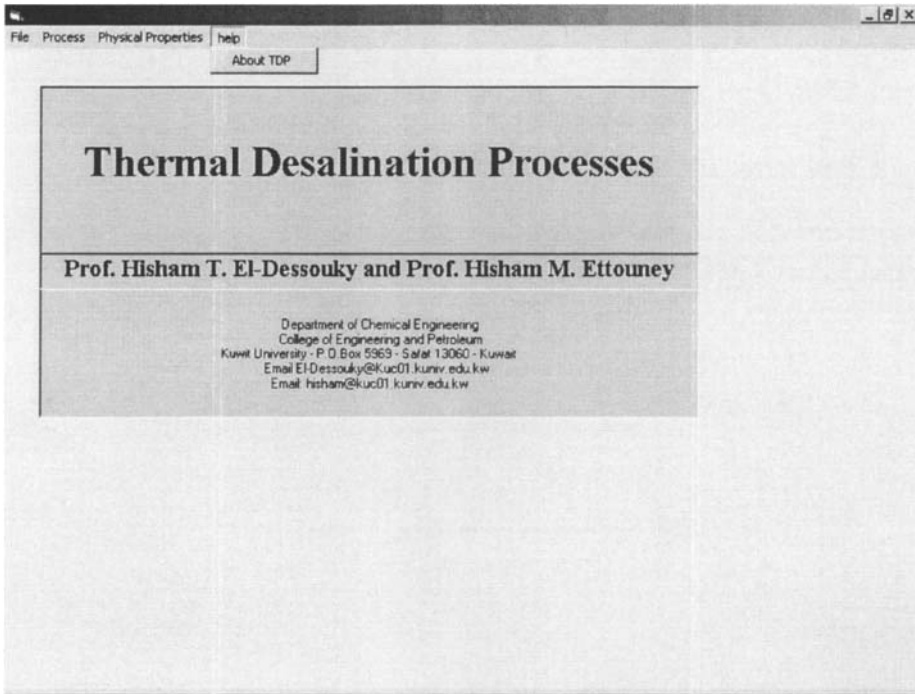 File Process Physical Properties help
About TDP
Thermal Desalination Processes
Prof. Hisham T. El-Dessouky and Prof. Hisham M. Ettouney
Department of Chemical Engineering
College of Engineering and Petroleum
Kuwit University - P.O.Box 5969 - Safat 13060 - Kuwait
Email El-Dessouky@Kuc01.kuniv.edu.kw
Email: hisham@kuc01.kuniv.edu.kw